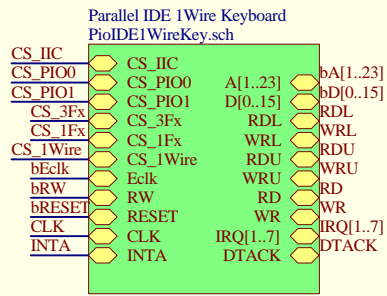 Parallel IDE 1Wire Keyboard
PioIDE1WireKey.sch
CS_IIC CS_IIC
CS_PIO0 CS_PIO0 A[1..23] bA[1..23]
CS_PIO1 CS_PIO1 D[0..15] bD[0..15]
CS_3Fx CS_3Fx RDL RDL
CS_1Fx CS_1Fx WRL WRL
CS_1Wire CS_1Wire RDU RDU
bEclk Eclk WRU WRU
bRW RW RD RD
bRESET RESET WR WR
CLK CLK IRQ[1..7] IRQ[1..7]
INTA INTA DTACK DTACK